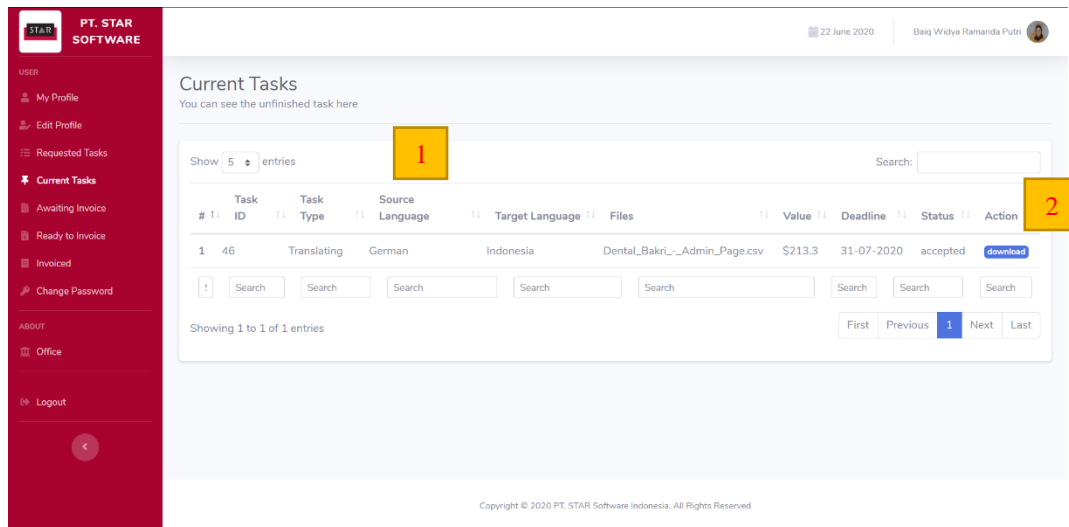 STAR
PT. STAR
SOFTWARE
22 June 2020
Baiq Widya Ramanda Putri
USER
My Profile
Edit Profile
Requested Tasks
Current Tasks
Awaiting Invoice
Ready to Invoice
Invoiced
Change Password
ABOUT
Office
Logout
Current Tasks
You can see the unfinished task here
1
Show 5 entries
Search:
2
# Task ID Task Type Source Language Target Language Files Value Deadline Status Action
1 46 Translating German Indonesia Dental_Bakri_-_Admin_Page.csv $213.3 31-07-2020 accepted download
Search Search Search Search Search Search Search Search
Showing 1 to 1 of 1 entries
First Previous 1 Next Last
Copyright © 2020 PT. STAR Software Indonesia. All Rights Reserved